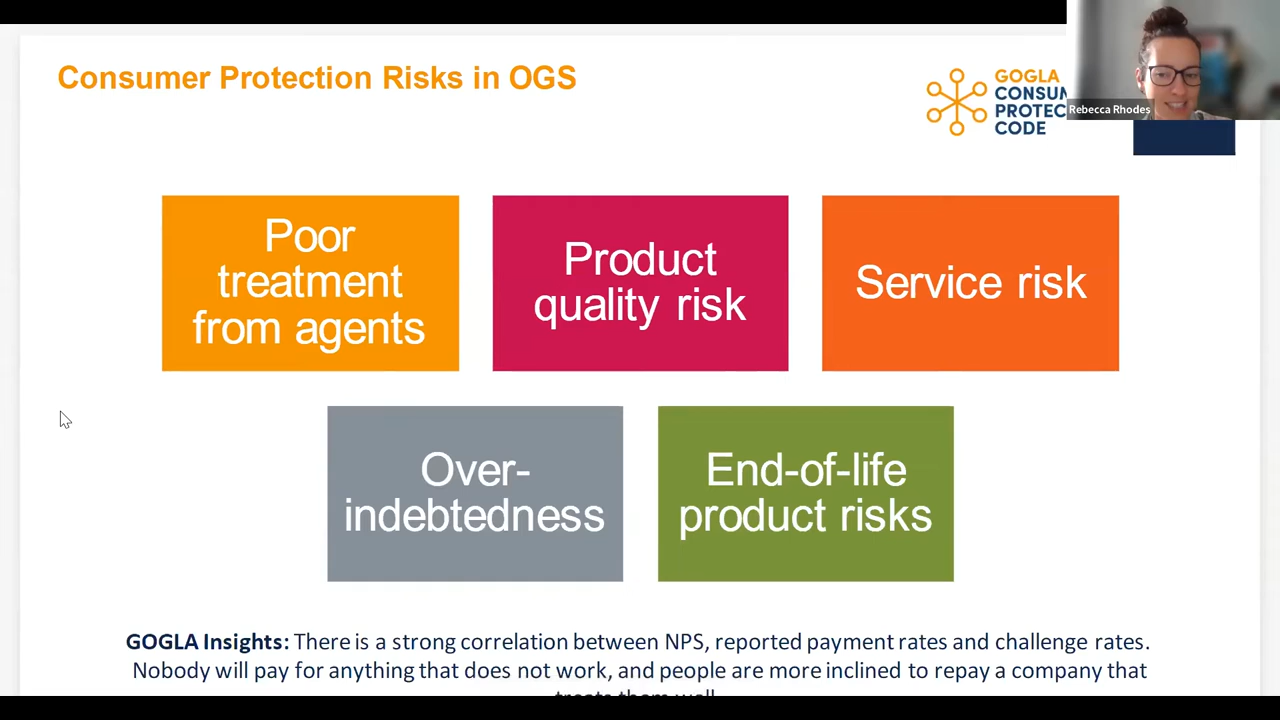 Consumer Protection Risks in OGS
GOGLA
CONSUM
PROTEC
CODE
Rebecca Rhodes
Poor
treatment
from agents
Product
quality risk
Service risk
Over-
indebtedness
End-of-life
product risks
GOGLA Insights: There is a strong correlation between NPS, reported payment rates and challenge rates.
Nobody will pay for anything that does not work, and people are more inclined to repay a company that
treats them well